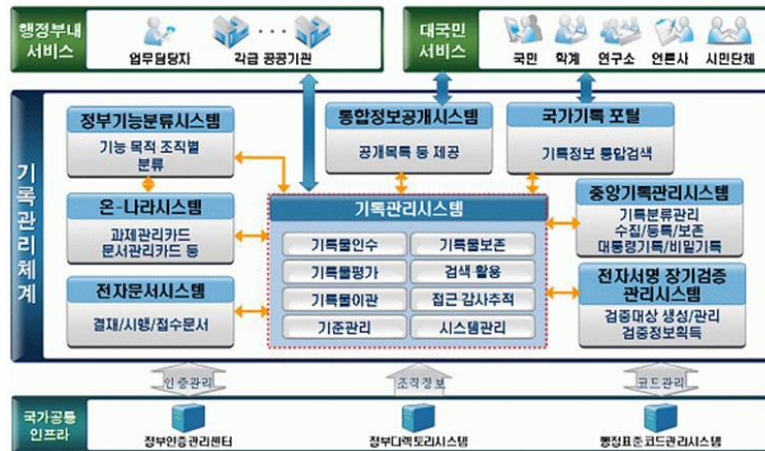 행정부내
서비스
업무담당자
각급 공공기관
대국민
서비스
국민
학계
연구소
언론사
시민단체
기록관리체계
정부기능분류시스템
기능 목적 조직별
분류
통합정보공개시스템
공개목록 등 제공
국가기록 포털
기록정보 통합검색
온-나라시스템
과제관리카드
문서관리카드 등
기록관리시스템
기록물인수
기록물보존
기록물평가
검색·활용
기록물이관
접근 감사추적
기준관리
시스템관리
중앙기록관리시스템
기록분류관리
수집/등록/보존
대통령기록/비밀기록
전자문서시스템
결재/시행/접수문서
전자서명 장기검증
관리시스템
검증대상 생성/관리
검증정보획득
인증관리
조직정보
코드관리
국가공통
인프라
정부인증관리센터
정부디렉토리시스템
행정표준코드관리시스템